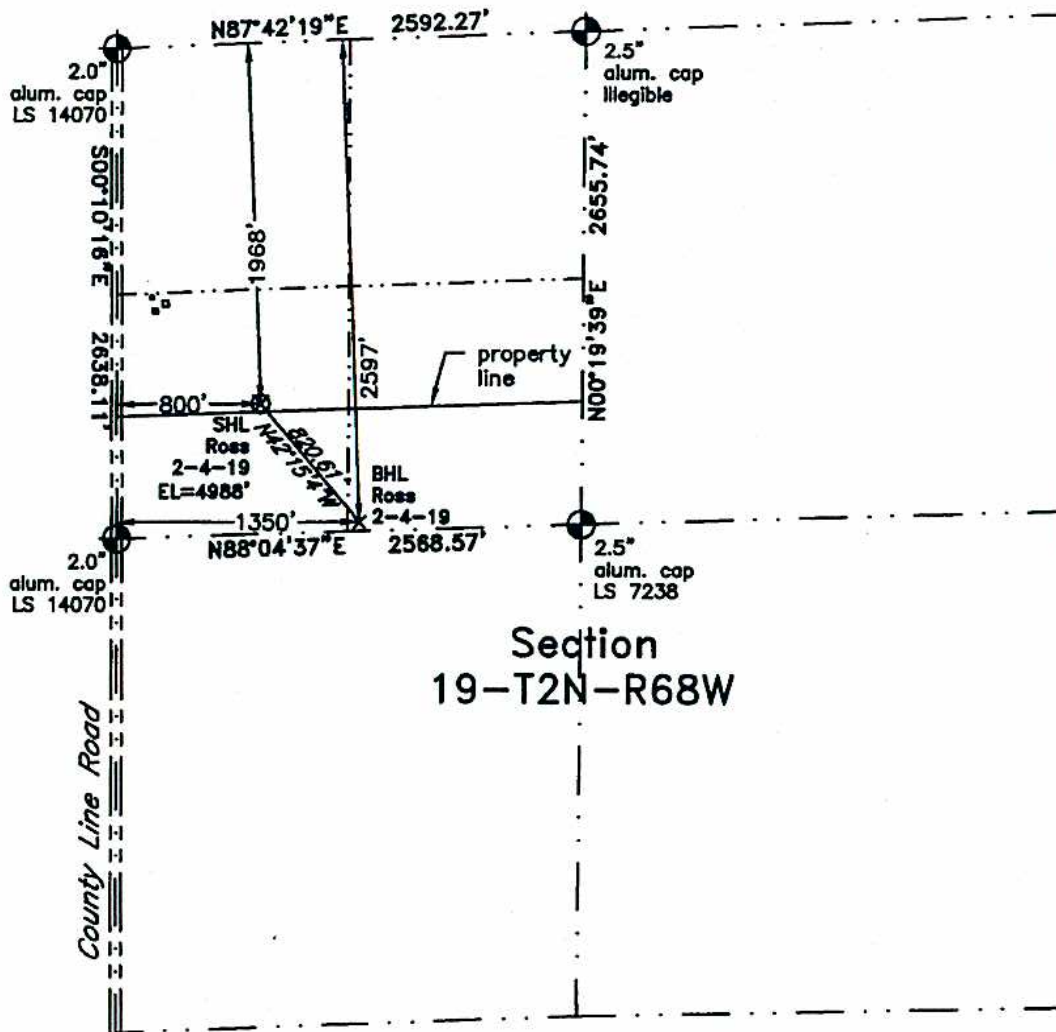 N87°42'19"E 2592.27'
2.0"
alum. cap
LS 14070
2.5"
alum. cap
Illegible
S00°10'16"E 2638.11'
1968'
2597'
N00°19'39"E 2655.74'
property
line
800'
SHL
Ross
2-4-19
EL=4988'
820.61'
N42°15'4"W
BHL
Ross
2-4-19
1350'
N88°04'37"E 2568.57'
2.0"
alum. cap
LS 14070
2.5"
alum. cap
LS 7238
Section
19-T2N-R68W
County Line Road